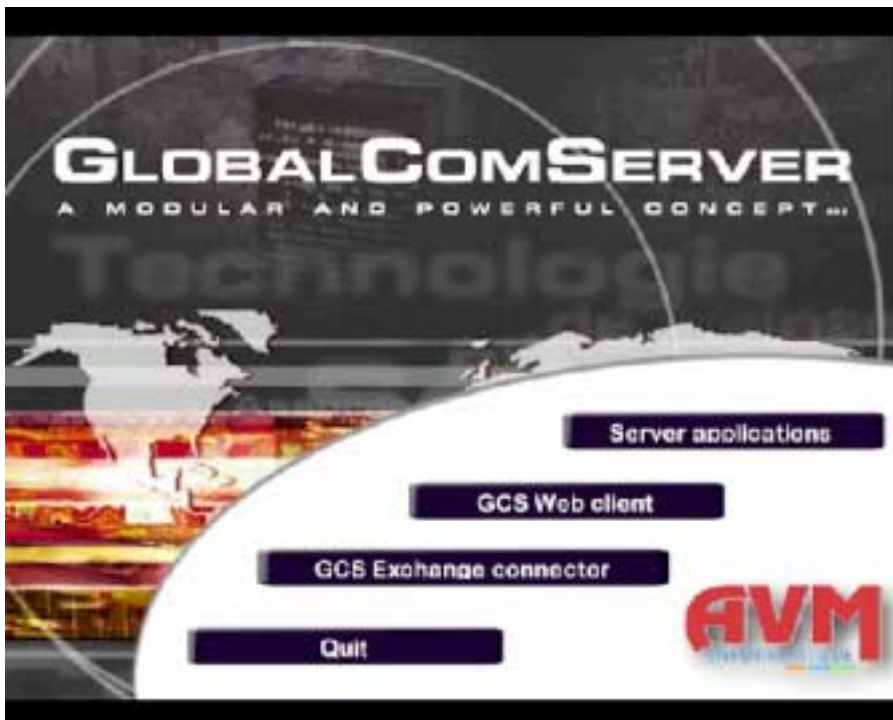 GLOBALCOMSERVER
A MODULAR AND POWERFUL CONCEPT...
Technologie
Server applications
GCS Web client
GCS Exchange connector
Quit
AVM